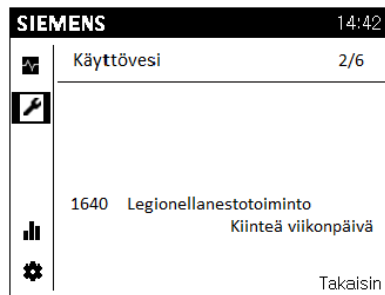 SIEMENS 14:42
Käyttövesi 2/6
1640 Legionellanestotoiminto
Kiinteä viikonpäivä
Takaisin